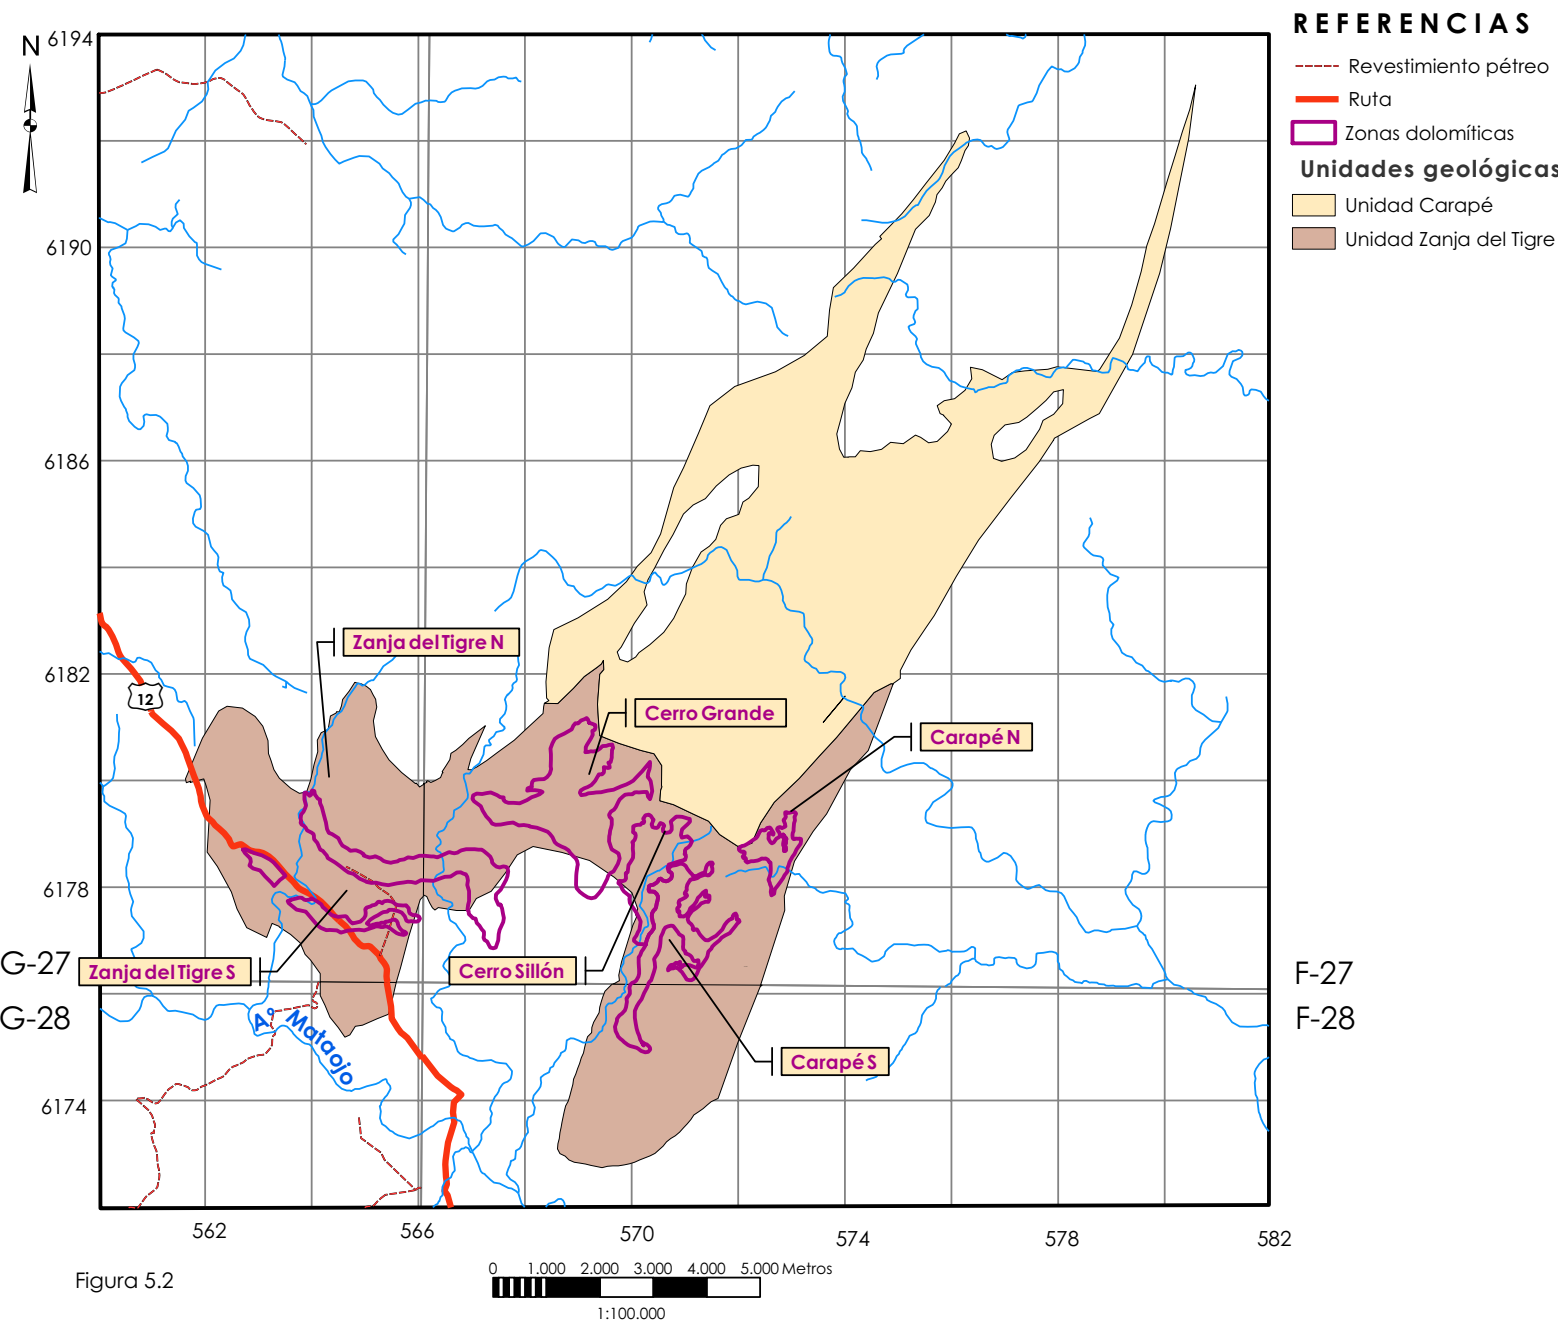 REFERENCIAS
Revestimiento pétreo
Ruta
Zonas dolomíticas
Unidades geológicas
Unidad Carapé
Unidad Zanja del Tigre
N
6194
6190
6186
6182
6178
6174
12
Zanja del Tigre N
Cerro Grande
Carapé N
Zanja del Tigre S
Cerro Sillón
Carapé S
A° Mataojo
G-27
G-28
F-27
F-28
562
566
570
574
578
582
Figura 5.2
0 1.000 2.000 3.000 4.000 5.000 Metros
1:100.000